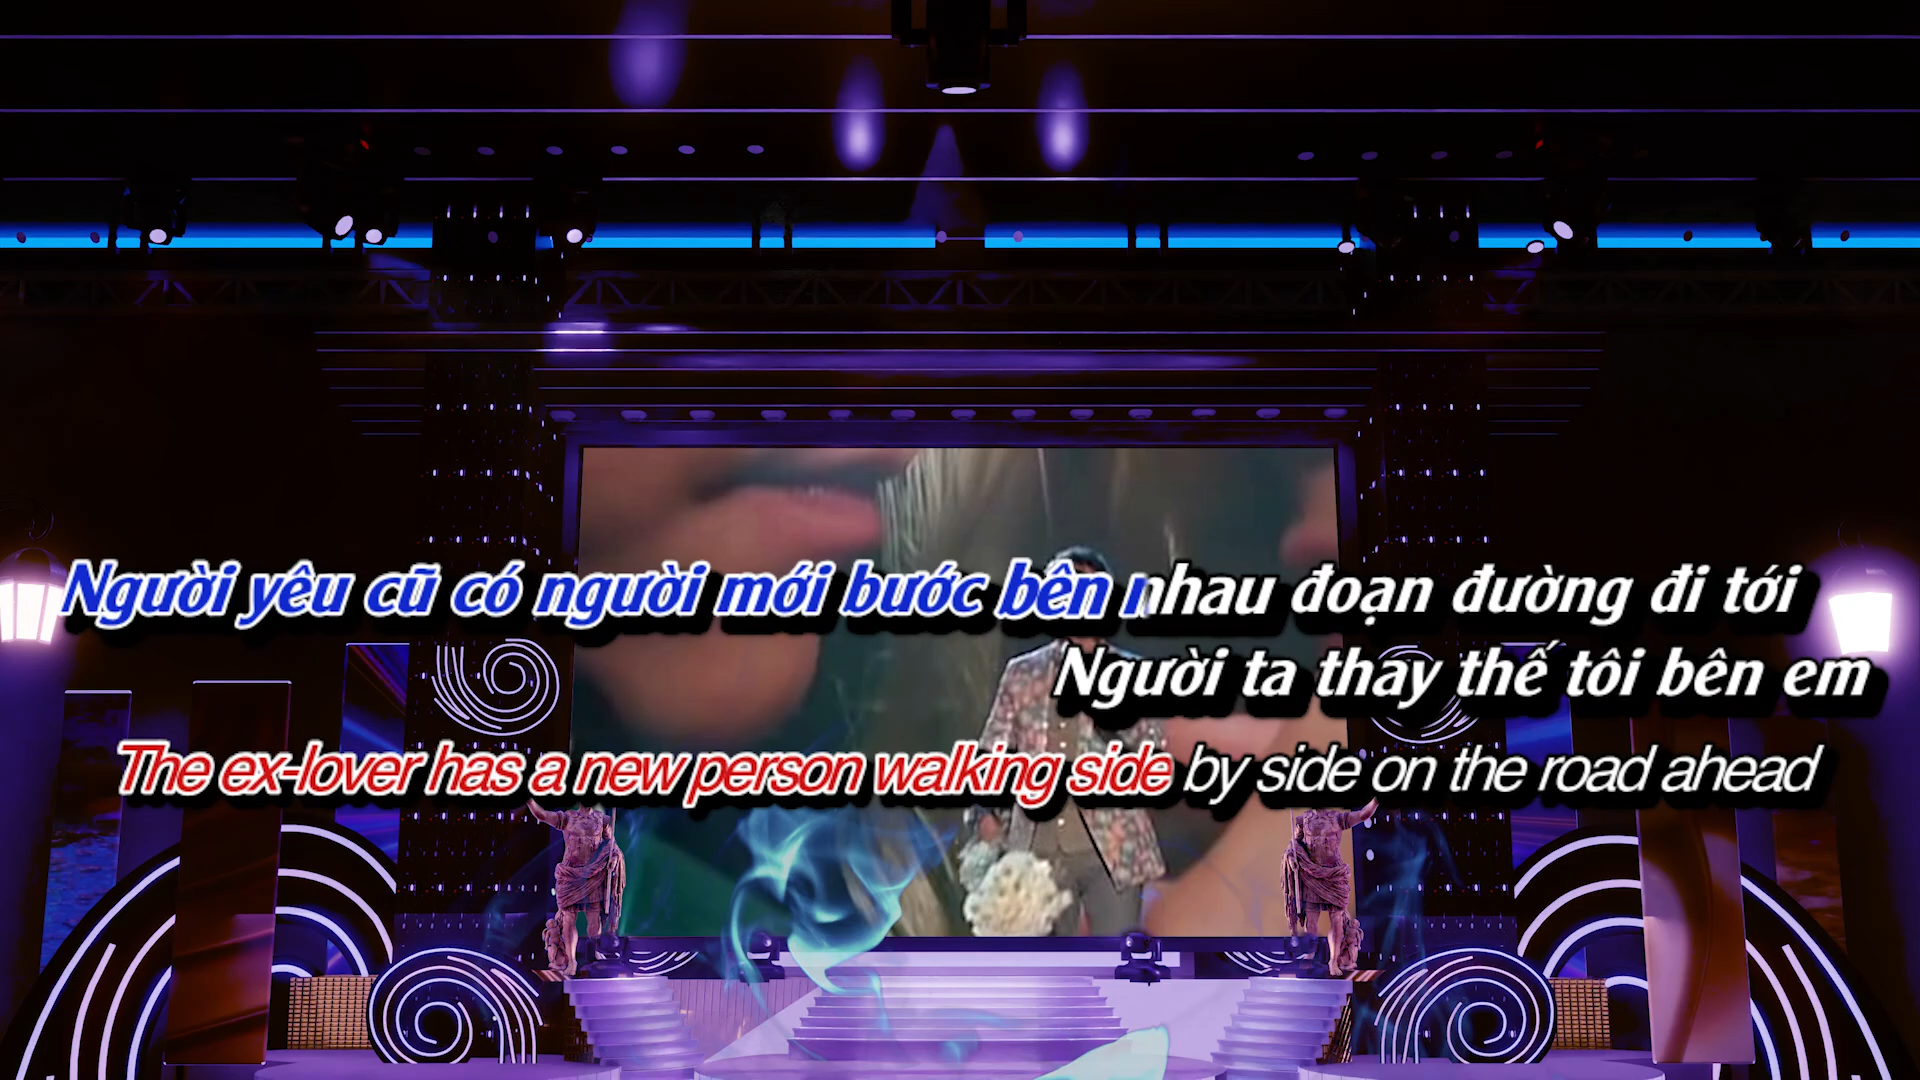 Người yêu cũ có người mới bước bên nhau đoạn đường đi tới
Người ta thay thế tôi bên em
The ex-lover has a new person walking side by side on the road ahead